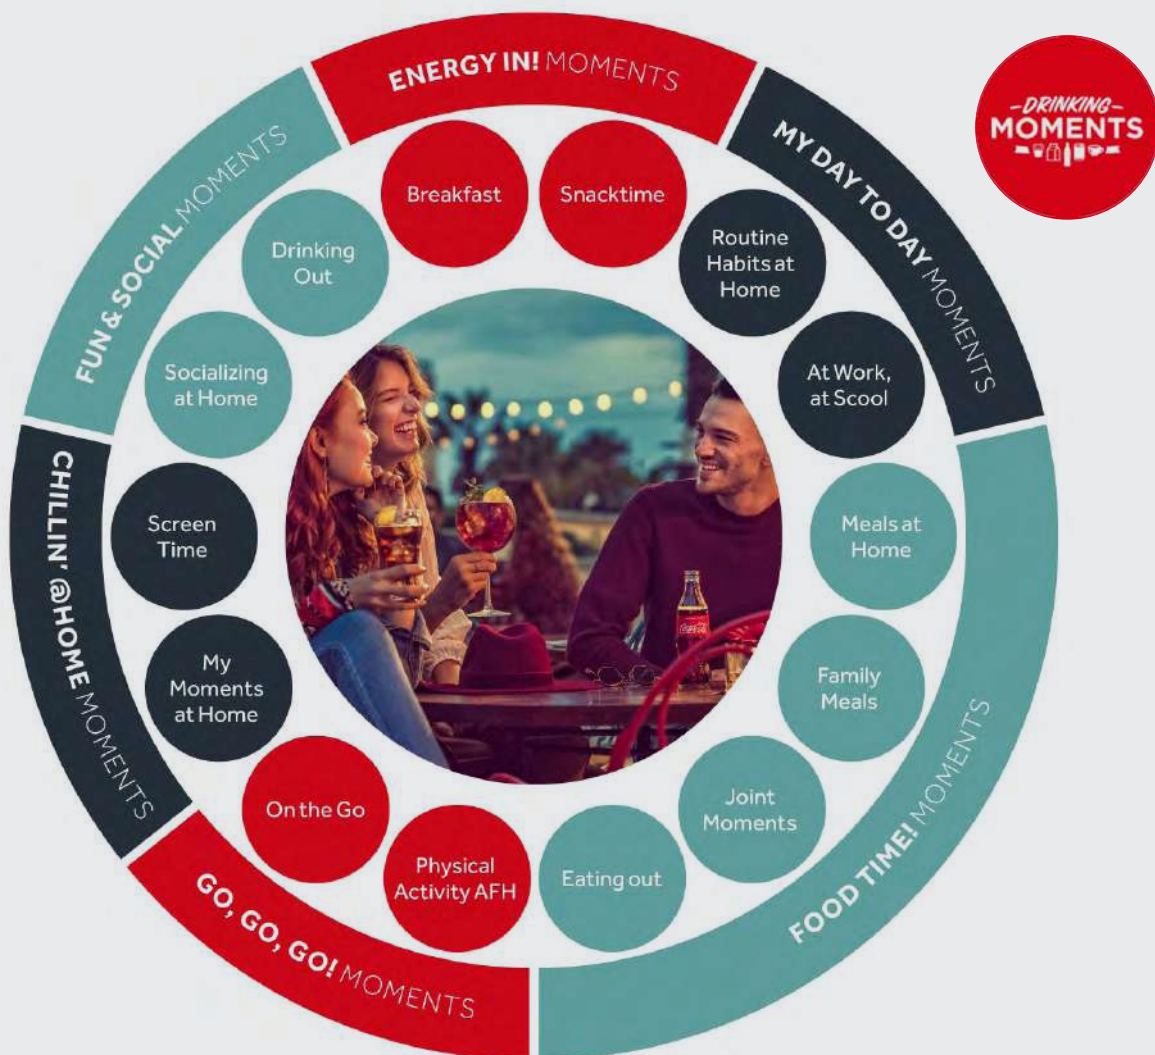 -DRINKING-
MOMENTS
ENERGY IN! MOMENTS
Breakfast
Snacktime
MY DAY TO DAY MOMENTS
Routine
Habits at
Home
At Work,
at Scool
FOOD TIME! MOMENTS
Meals at
Home
Family
Meals
Joint
Moments
Eating out
GO, GO, GO! MOMENTS
Physical
Activity AFH
On the Go
CHILLIN' @HOME MOMENTS
My
Moments
at Home
Screen
Time
FUN & SOCIAL MOMENTS
Socializing
at Home
Drinking
Out
Coca-Cola